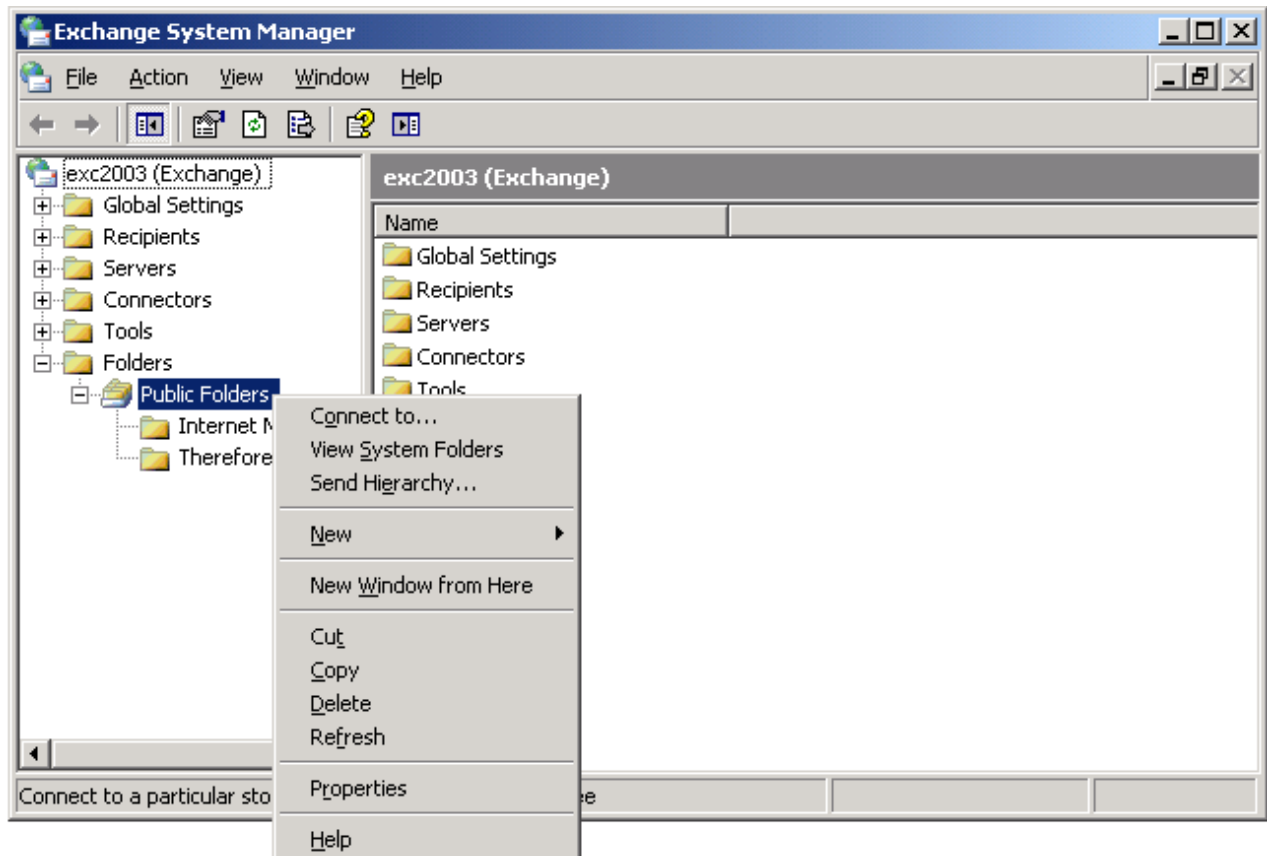 Exchange System Manager
File Action View Window Help
exc2003 (Exchange)
Global Settings
Recipients
Servers
Connectors
Tools
Folders
Public Folders
Internet
Therefore
exc2003 (Exchange)
Name
Global Settings
Recipients
Servers
Connectors
Tools
Connect to...
View System Folders
Send Hierarchy...
New
New Window from Here
Cut
Copy
Delete
Refresh
Properties
Help
Connect to a particular